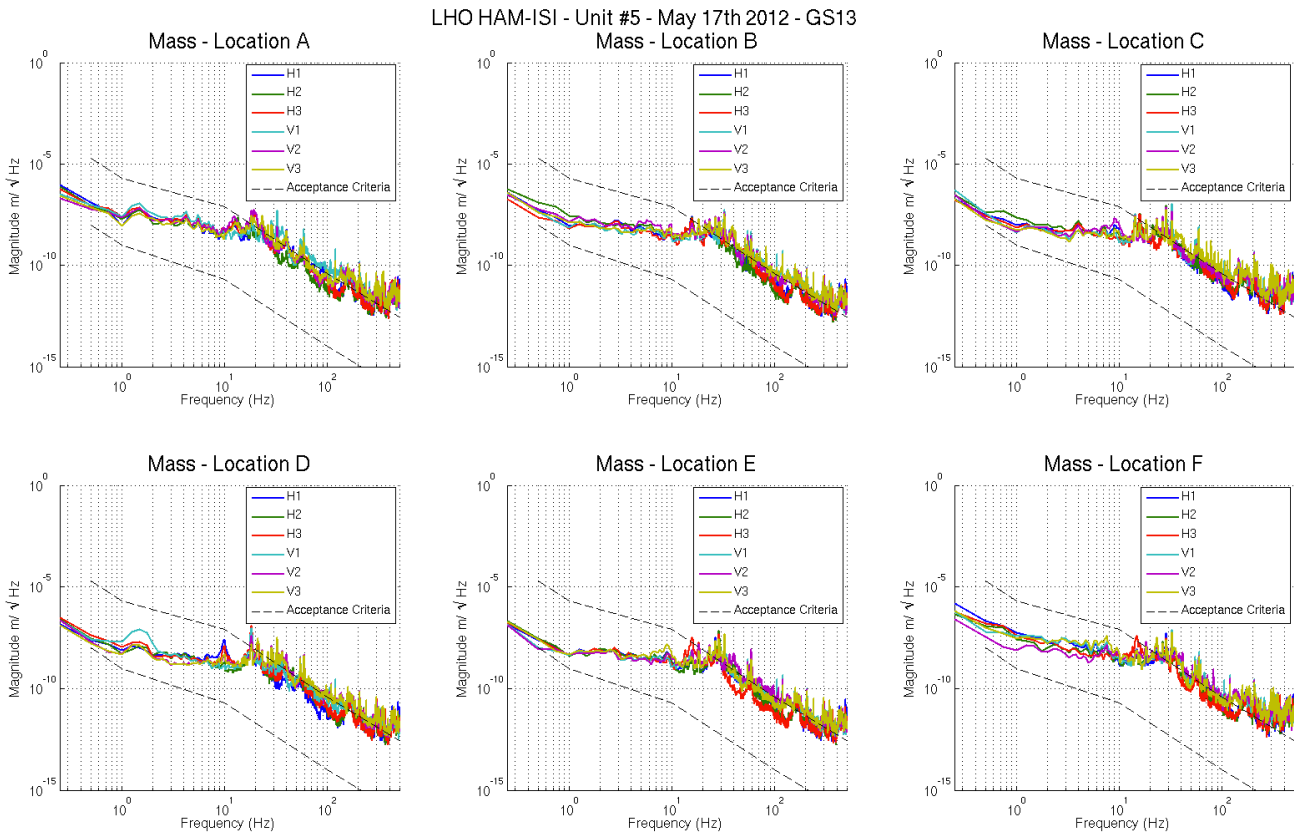 LHO HAM-ISI - Unit #5 - May 17th 2012 - GS13
Mass - Location A
Mass - Location B
Mass - Location C
10^0
10^-5
10^-10
10^-15
Magnitude m/ √ Hz
10^0
10^1
10^2
Frequency (Hz)
H1
H2
H3
V1
V2
V3
Acceptance Criteria
10^0
10^-5
10^-10
10^-15
Magnitude m/ √ Hz
10^0
10^1
10^2
Frequency (Hz)
H1
H2
H3
V1
V2
V3
Acceptance Criteria
10^0
10^-5
10^-10
10^-15
Magnitude m/ √ Hz
10^0
10^1
10^2
Frequency (Hz)
H1
H2
H3
V1
V2
V3
Acceptance Criteria
Mass - Location D
Mass - Location E
Mass - Location F
10^0
10^-5
10^-10
10^-15
Magnitude m/ √ Hz
10^0
10^1
10^2
Frequency (Hz)
H1
H2
H3
V1
V2
V3
Acceptance Criteria
10^0
10^-5
10^-10
10^-15
Magnitude m/ √ Hz
10^0
10^1
10^2
Frequency (Hz)
H1
H2
H3
V1
V2
V3
Acceptance Criteria
10^0
10^-5
10^-10
10^-15
Magnitude m/ √ Hz
10^0
10^1
10^2
Frequency (Hz)
H1
H2
H3
V1
V2
V3
Acceptance Criteria